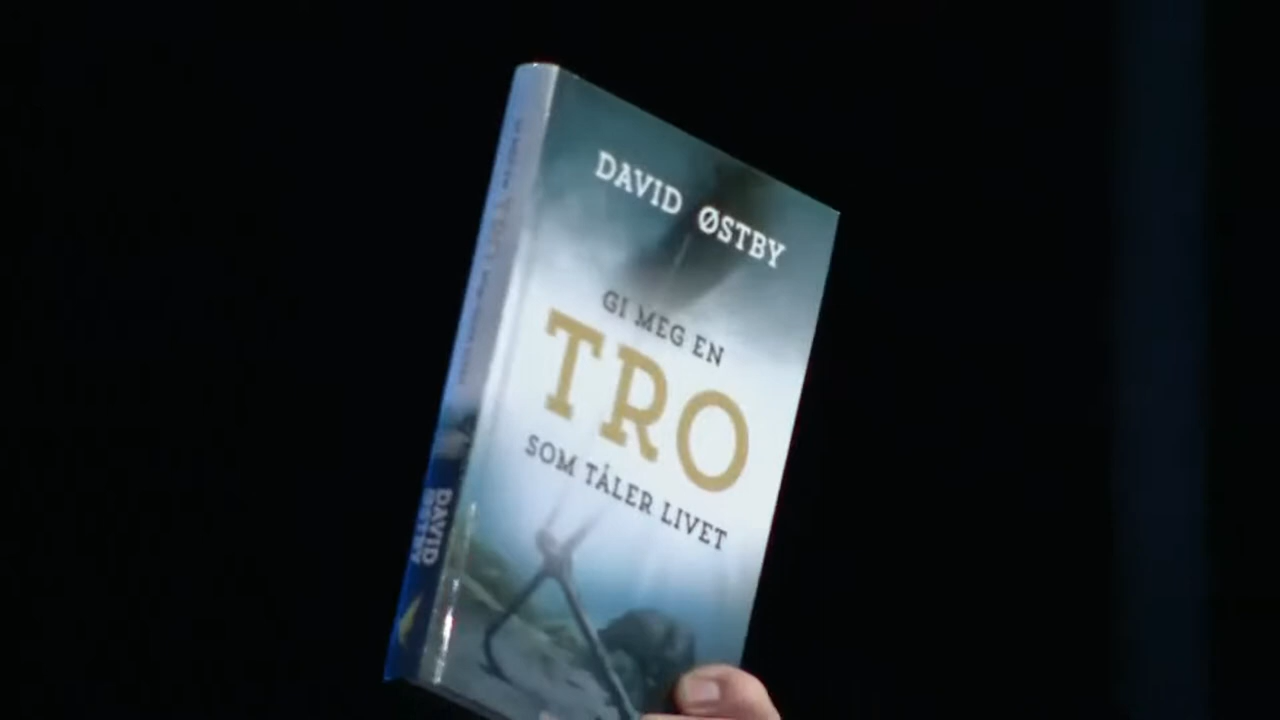 DAVID ØSTBY
GI MEG EN
TRO
SOM TÅLER LIVET
DAVID
ØSTBY